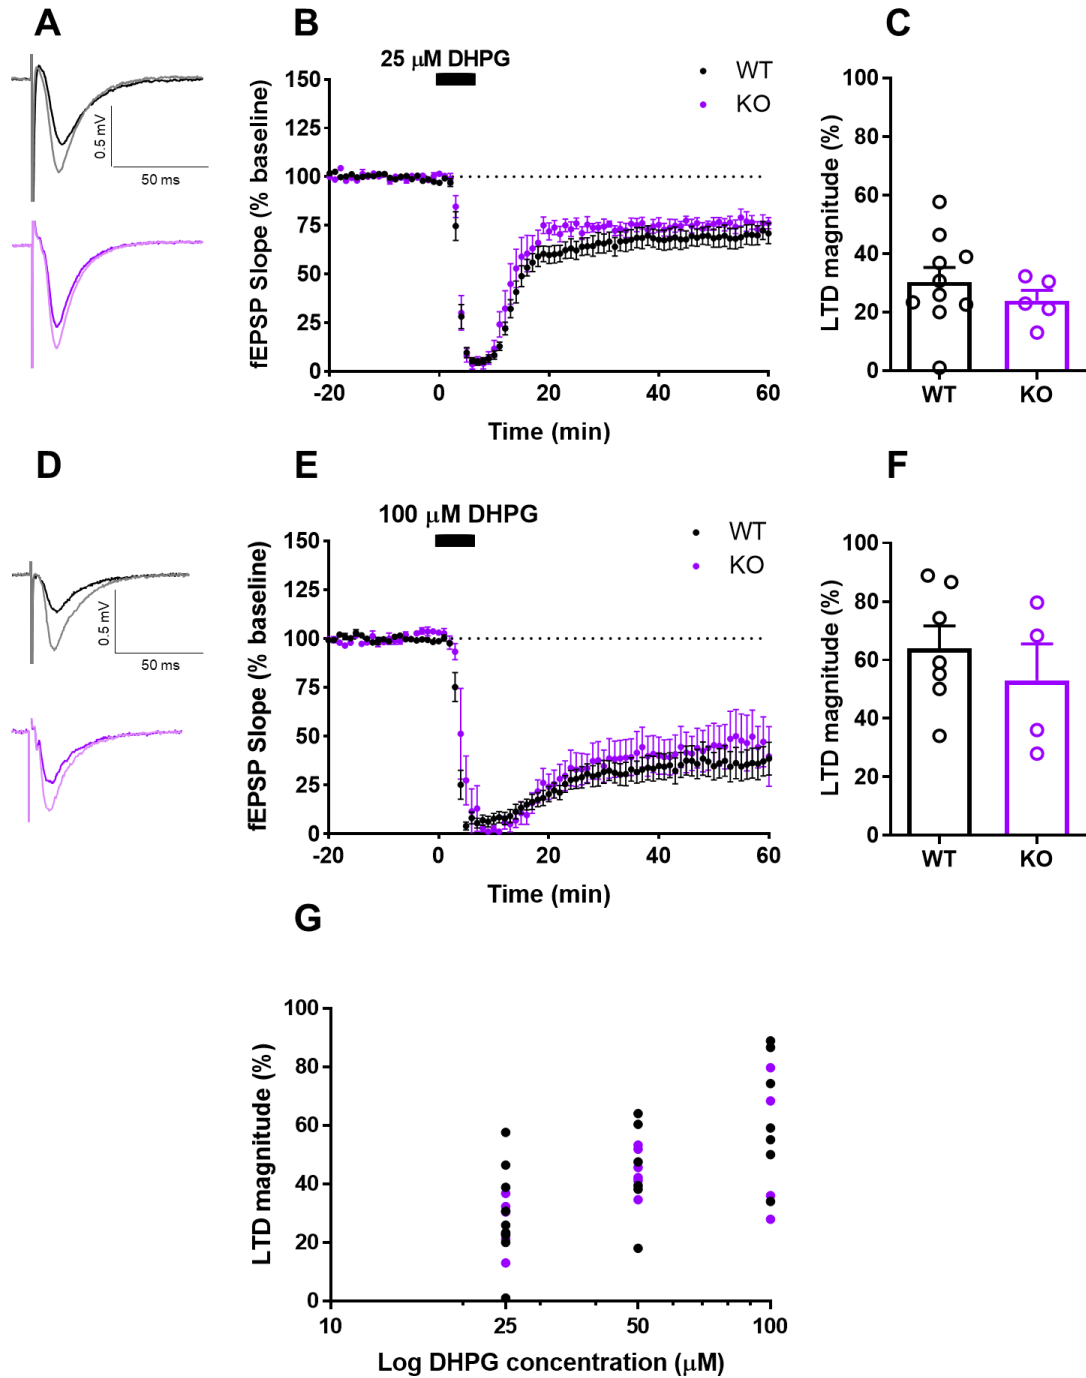 A
B
C
0.5 mV
50 ms
25 µM DHPG
WT
KO
fEPSP Slope (% baseline)
150
125
100
75
50
25
0
-20
0
20
40
60
Time (min)
LTD magnitude (%)
100
80
60
40
20
0
WT
KO
D
E
F
0.5 mV
50 ms
100 µM DHPG
WT
KO
fEPSP Slope (% baseline)
150
125
100
75
50
25
0
-20
0
20
40
60
Time (min)
LTD magnitude (%)
100
80
60
40
20
0
WT
KO
G
LTD magnitude (%)
100
80
60
40
20
0
10
25
50
100
Log DHPG concentration (µM)